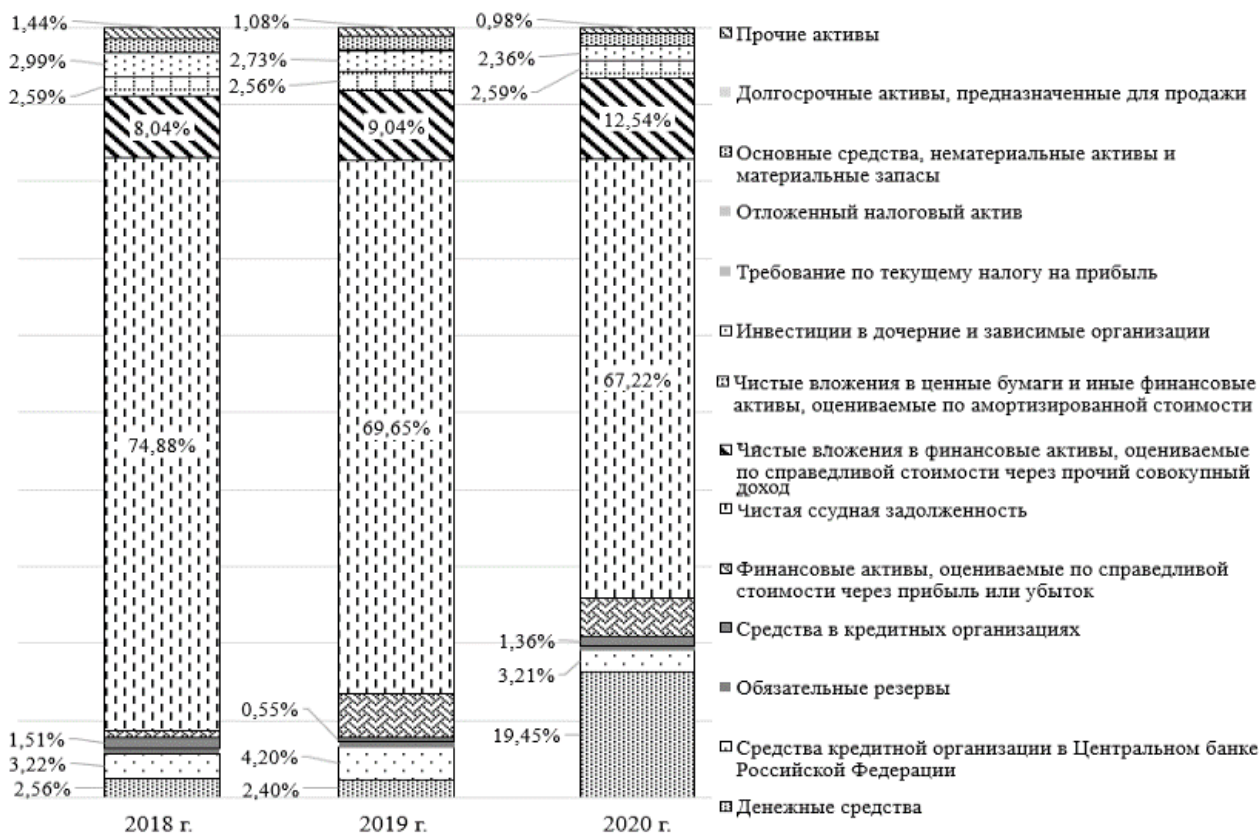 1,44%
2,99%
2,59%
8,04%
74,88%
1,51%
3,22%
2,56%
2018 г.
1,08%
2,73%
2,56%
9,04%
69,65%
0,55%
4,20%
2,40%
2019 г.
0,98%
2,36%
2,59%
12,54%
67,22%
1,36%
3,21%
19,45%
2020 г.
Прочие активы
Долгосрочные активы, предназначенные для продажи
Основные средства, нематериальные активы и
материальные запасы
Отложенный налоговый актив
Требование по текущему налогу на прибыль
Инвестиции в дочерние и зависимые организации
Чистые вложения в ценные бумаги и иные финансовые
активы, оцениваемые по амортизированной стоимости
Чистые вложения в финансовые активы, оцениваемые
по справедливой стоимости через прочий совокупный
доход
Чистая ссудная задолженность
Финансовые активы, оцениваемые по справедливой
стоимости через прибыль или убыток
Средства в кредитных организациях
Обязательные резервы
Средства кредитной организации в Центральном банке
Российской Федерации
Денежные средства